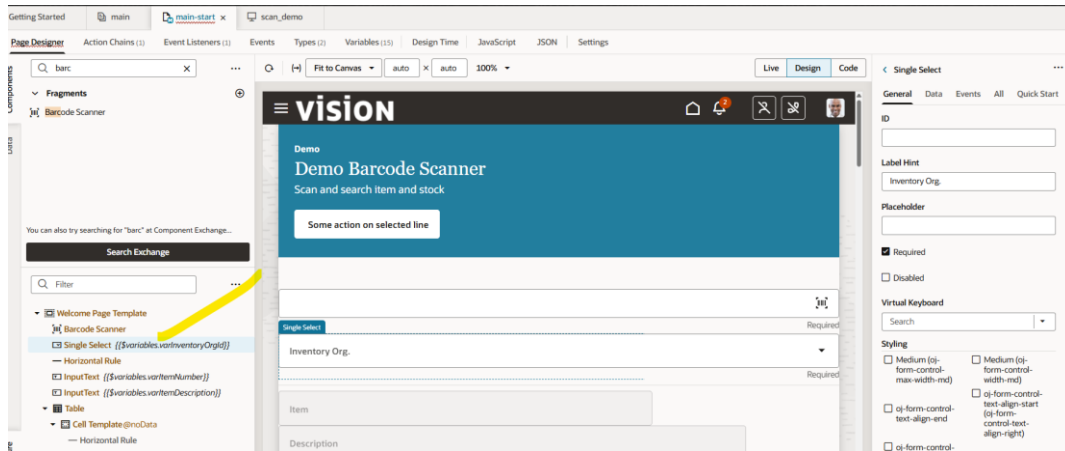 Getting Started main main-start × scan_demo
Page Designer Action Chains (1) Event Listeners (1) Events Types (2) Variables (15) Design Time JavaScript JSON Settings
Components
Data
barc × ...
Fragments
Barcode Scanner
You can also try searching for "barc" at Component Exchange...
Search Exchange
Filter ...
Welcome Page Template
Barcode Scanner
Single Select {{$variables.varInventoryOrgId}}
Horizontal Rule
InputText {{$variables.varItemNumber}}
InputText {{$variables.varItemDescription}}
Table
Cell Template@noData
Horizontal Rule
Fit to Canvas auto × auto 100% Live Design Code
VISION
2
Demo
Demo Barcode Scanner
Scan and search item and stock
Some action on selected line
Single Select
Required
Inventory Org.
Required
Item
Description
Single Select ...
General Data Events All Quick Start
ID
Label Hint
Inventory Org.
Placeholder
Required
Disabled
Virtual Keyboard
Search
Styling
Medium (oj-
form-control-
max-width-md)
Medium (oj-
form-control-
width-md)
oj-form-control-
text-align-end
oj-form-control-
text-align-start
(oj-form-
control-text-
align-right)
oj-form-control-